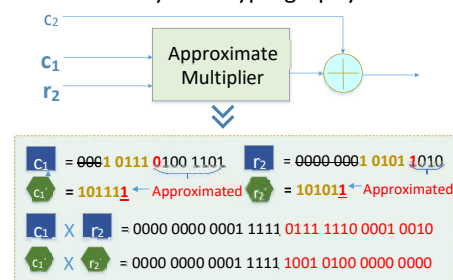 c₂
c₁
r₂
Approximate
Multiplier
c₁ = 0001 0111 0100 1101
r₂ = 0000 0001 0101 1010
c₁' = 101111 Approximated
r₂' = 101011 Approximated
c₁ X r₂ = 0000 0000 0001 1111 0111 1110 0001 0010
c₁' X r₂' = 0000 0000 0001 1111 1001 0100 0000 0000